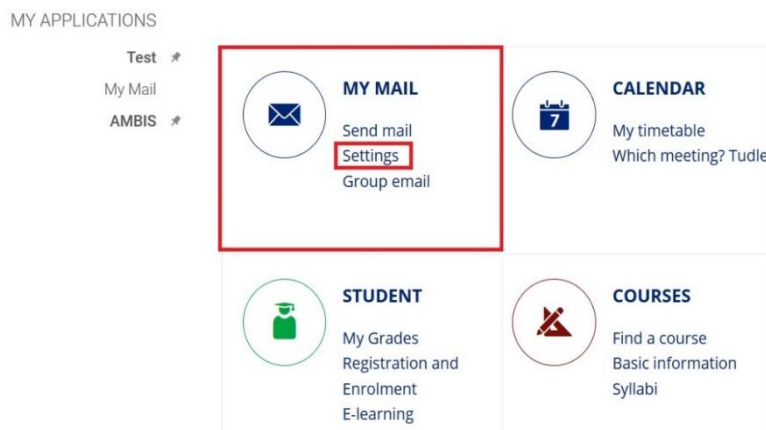 MY APPLICATIONS
Test
My Mail
AMBIS
MY MAIL
Send mail
Settings
Group email
CALENDAR
7
My timetable
Which meeting? Tudle
STUDENT
My Grades
Registration and
Enrolment
E-learning
COURSES
Find a course
Basic information
Syllabi